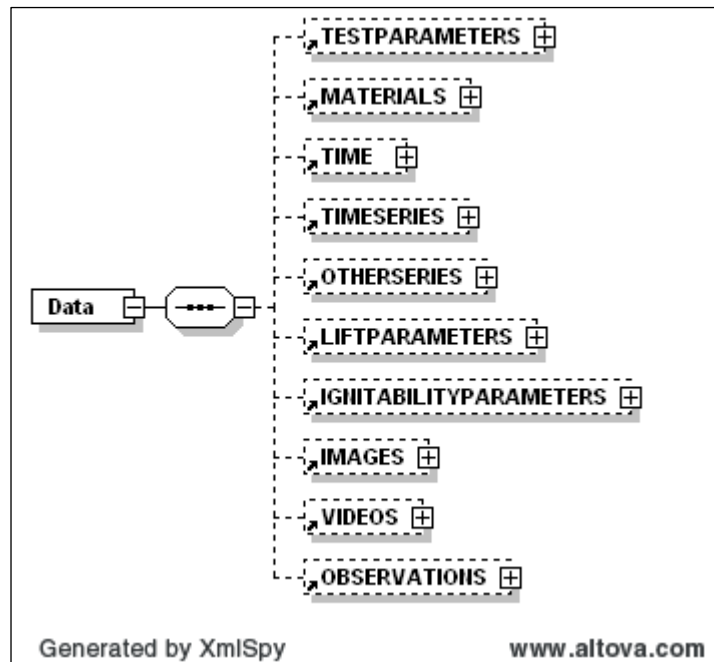 TESTPARAMETERS
MATERIALS
TIME
TIMESERIES
OTHERSERIES
Data
LIFTPARAMETERS
IGNITABILITYPARAMETERS
IMAGES
VIDEOS
OBSERVATIONS
Generated by XmlSpy www.altova.com